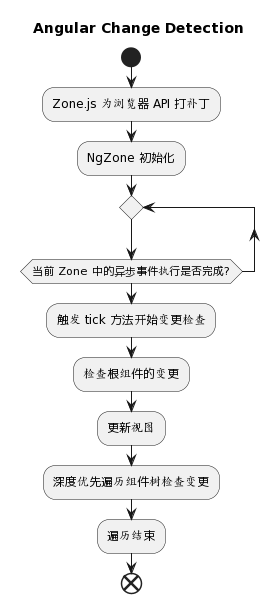 Angular Change Detection
Zone.js 为浏览器 API 打补丁
NgZone 初始化
当前 Zone 中的异步事件执行是否完成?
触发 tick 方法开始变更检查
检查根组件的变更
更新视图
深度优先遍历组件树检查变更
遍历结束